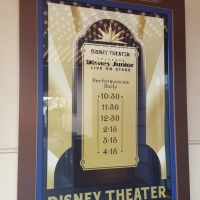 DISNEY THEATER
PRESENTS
Disney Junior
LIVE ON STAGE
Performances
Daily
10:30
11:30
12:30
2:15
3:15
4:15
DISNEY THEATER